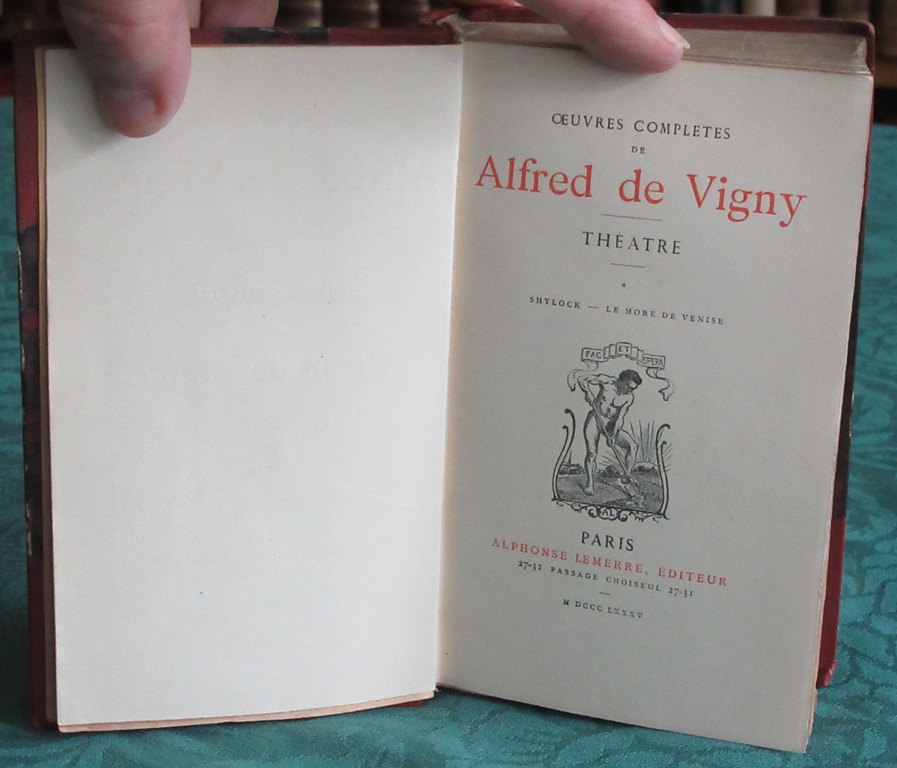 ŒUVRES COMPLETES
DE
Alfred de Vigny
THÉATRE
*
SHYLOCK — LE MORE DE VENISE
FAC ET SPERA
AL
PARIS
ALPHONSE LEMERRE, ÉDITEUR
27-31 PASSAGE CHOISEUL 27-31
M DCCC LXXXV